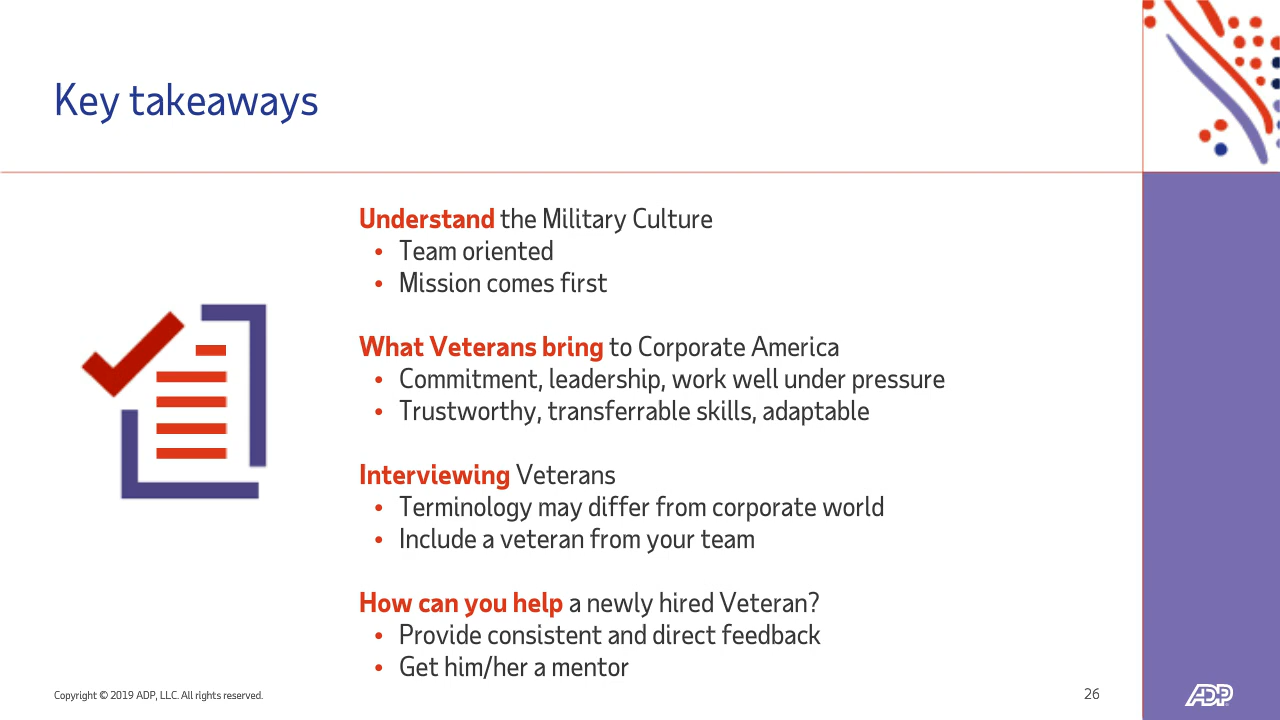 Key takeaways
Understand the Military Culture
• Team oriented
• Mission comes first
What Veterans bring to Corporate America
• Commitment, leadership, work well under pressure
• Trustworthy, transferrable skills, adaptable
Interviewing Veterans
• Terminology may differ from corporate world
• Include a veteran from your team
How can you help a newly hired Veteran?
• Provide consistent and direct feedback
• Get him/her a mentor
Copyright © 2019 ADP, LLC. All rights reserved.
26
ADP